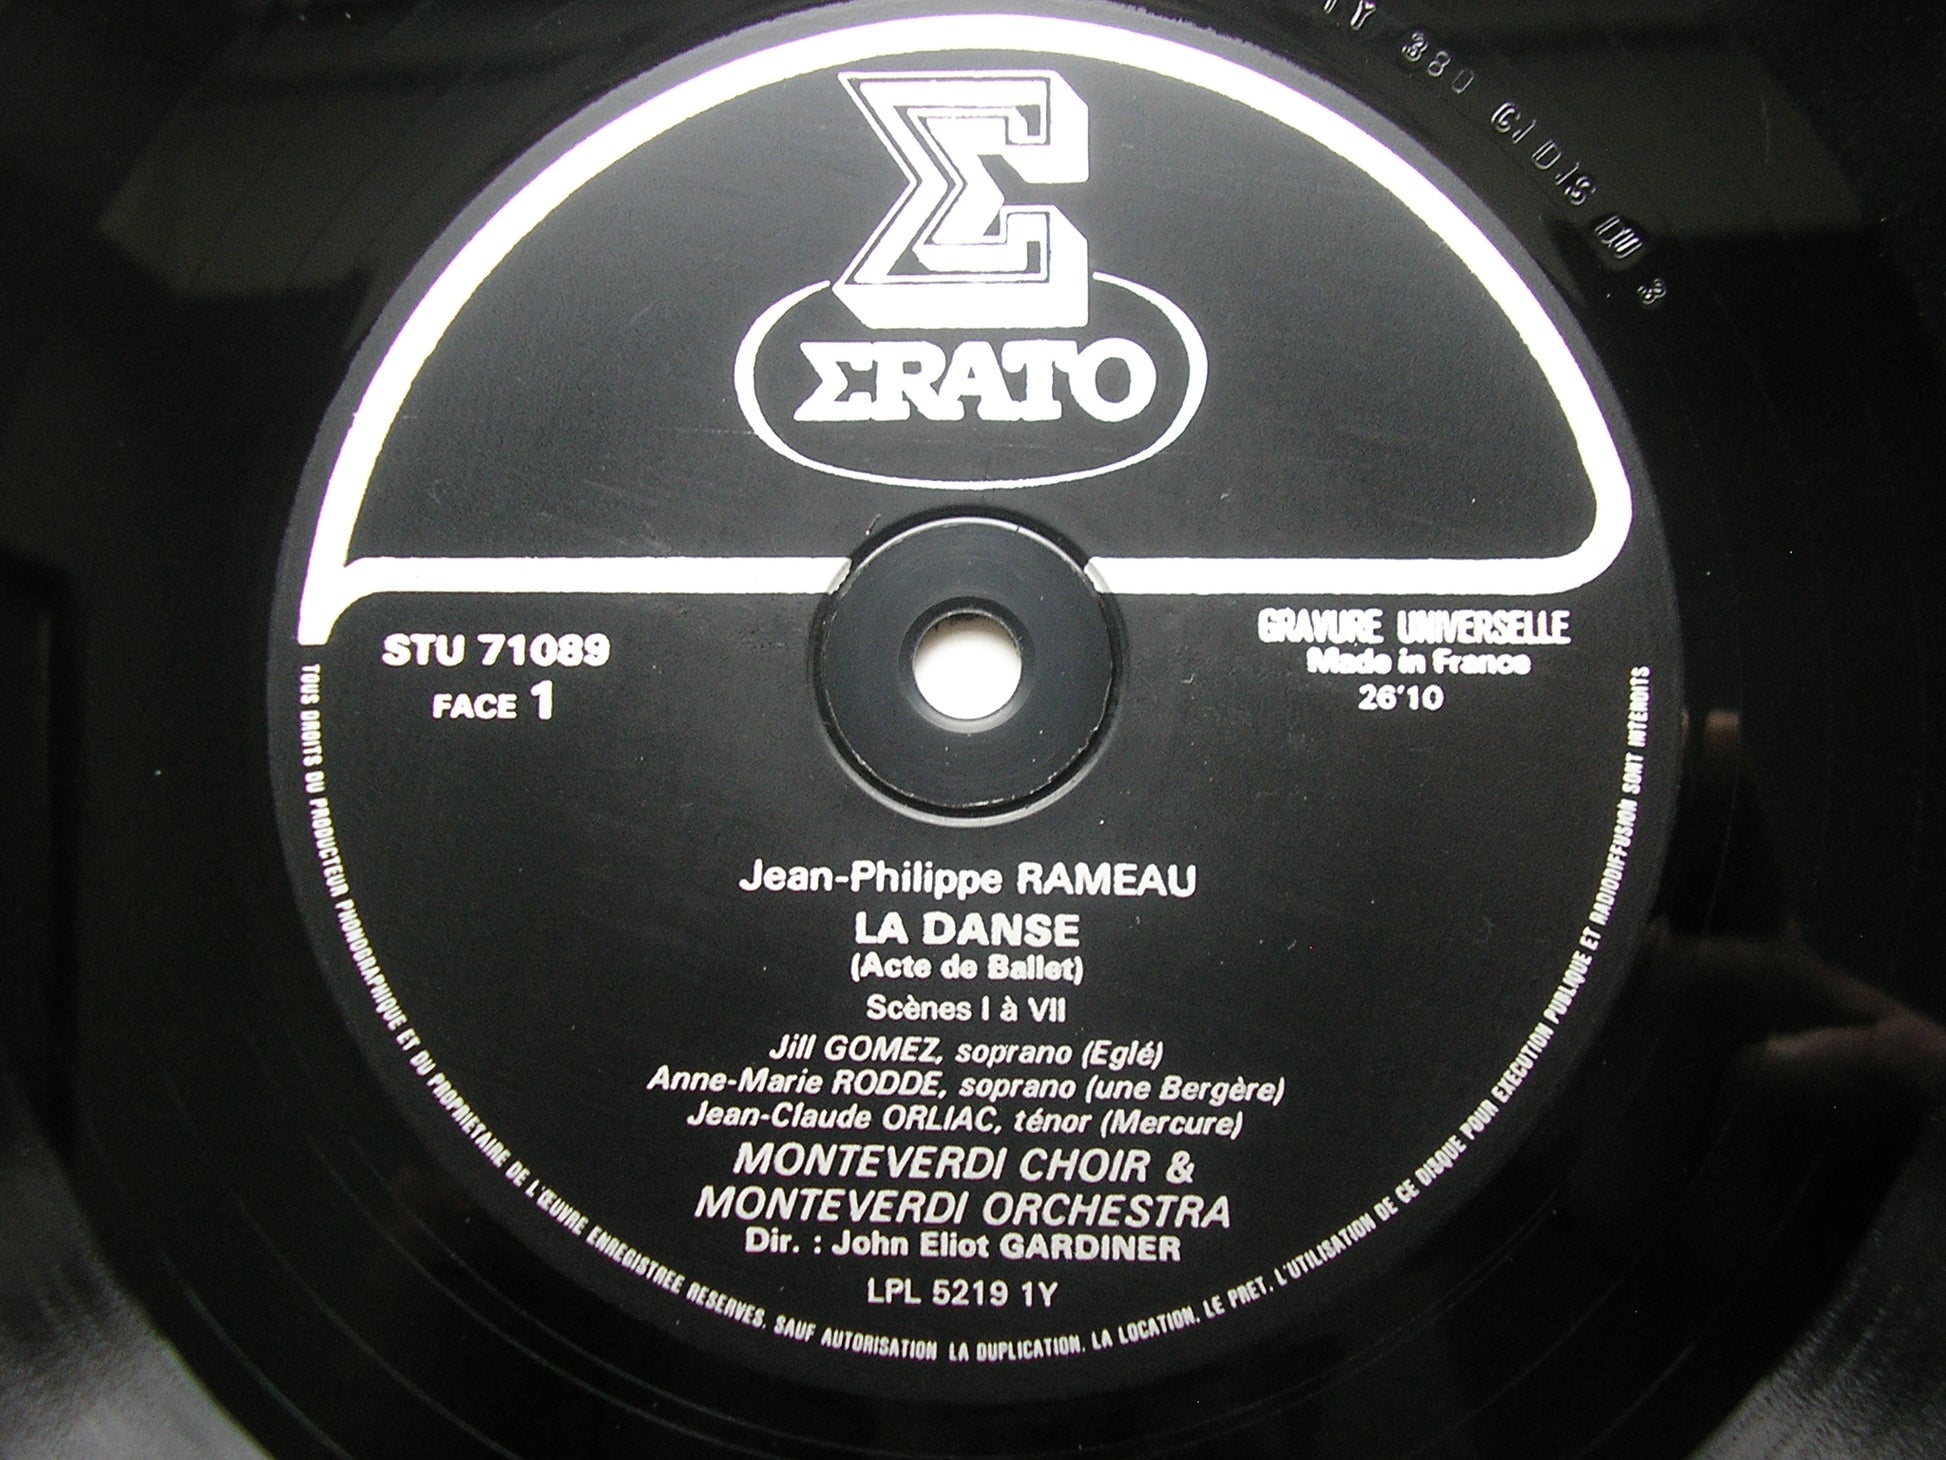 380 C/D/S 3
ΣRATO
STU 71089
FACE 1
GRAVURE UNIVERSELLE
Made in France
26'10
Jean-Philippe RAMEAU
LA DANSE
(Acte de Ballet)
Scènes I à VII
Jill GOMEZ, soprano (Eglé)
Anne-Marie RODDE, soprano (une Bergère)
Jean-Claude ORLIAC, ténor (Mercure)
MONTEVERDI CHOIR &
MONTEVERDI ORCHESTRA
Dir. : John Eliot GARDINER
LPL 5219 1Y
TOUS DROITS DU PRODUCTEUR PHONOGRAPHIQUE ET DU PROPRIETAIRE DE L'ŒUVRE ENREGISTREE RESERVES. SAUF AUTORISATION LA DUPLICATION. LA LOCATION. LE PRET. L'UTILISATION DE CE DISQUE POUR EXECUTION PUBLIQUE ET RADIODIFFUSION SONT INTERDITS